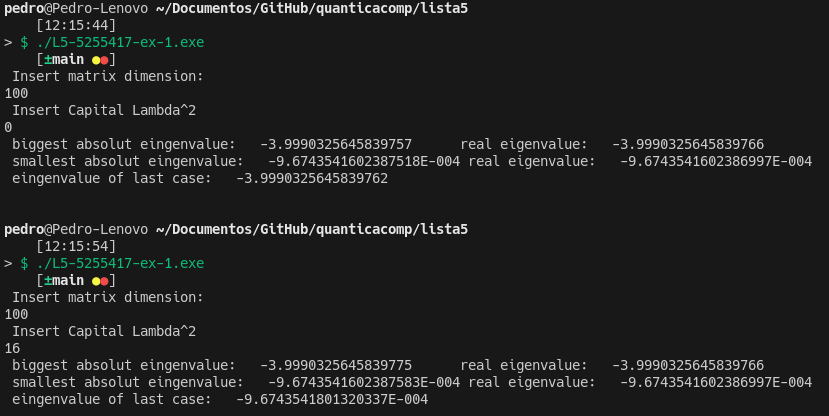 pedro@Pedro-Lenovo ~/Documentos/GitHub/quanticacomp/lista5
[12:15:44]
> $ ./L5-5255417-ex-1.exe
[±main ●●]
Insert matrix dimension:
100
Insert Capital Lambda^2
0
biggest absolut eingenvalue: -3.9990325645839757 real eigenvalue: -3.9990325645839766
smallest absolut eingenvalue: -9.6743541602387518E-004 real eigenvalue: -9.6743541602386997E-004
eingenvalue of last case: -3.9990325645839762
pedro@Pedro-Lenovo ~/Documentos/GitHub/quanticacomp/lista5
[12:15:54]
> $ ./L5-5255417-ex-1.exe
[±main ●●]
Insert matrix dimension:
100
Insert Capital Lambda^2
16
biggest absolut eingenvalue: -3.9990325645839775 real eigenvalue: -3.9990325645839766
smallest absolut eingenvalue: -9.6743541602387583E-004 real eigenvalue: -9.6743541602386997E-004
eingenvalue of last case: -9.6743541801320337E-004